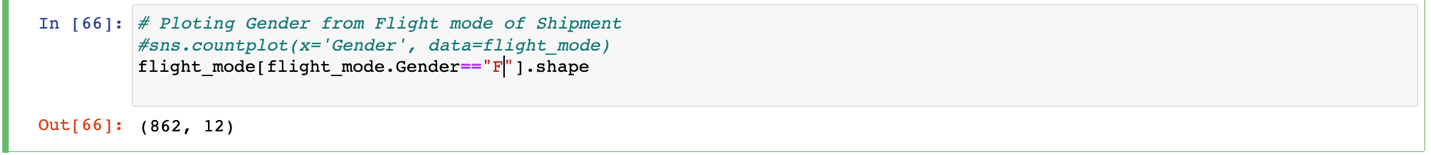 In [66]: # Ploting Gender from Flight mode of Shipment
#sns.countplot(x='Gender', data=flight_mode)
flight_mode[flight_mode.Gender=="F"].shape
Out[66]: (862, 12)